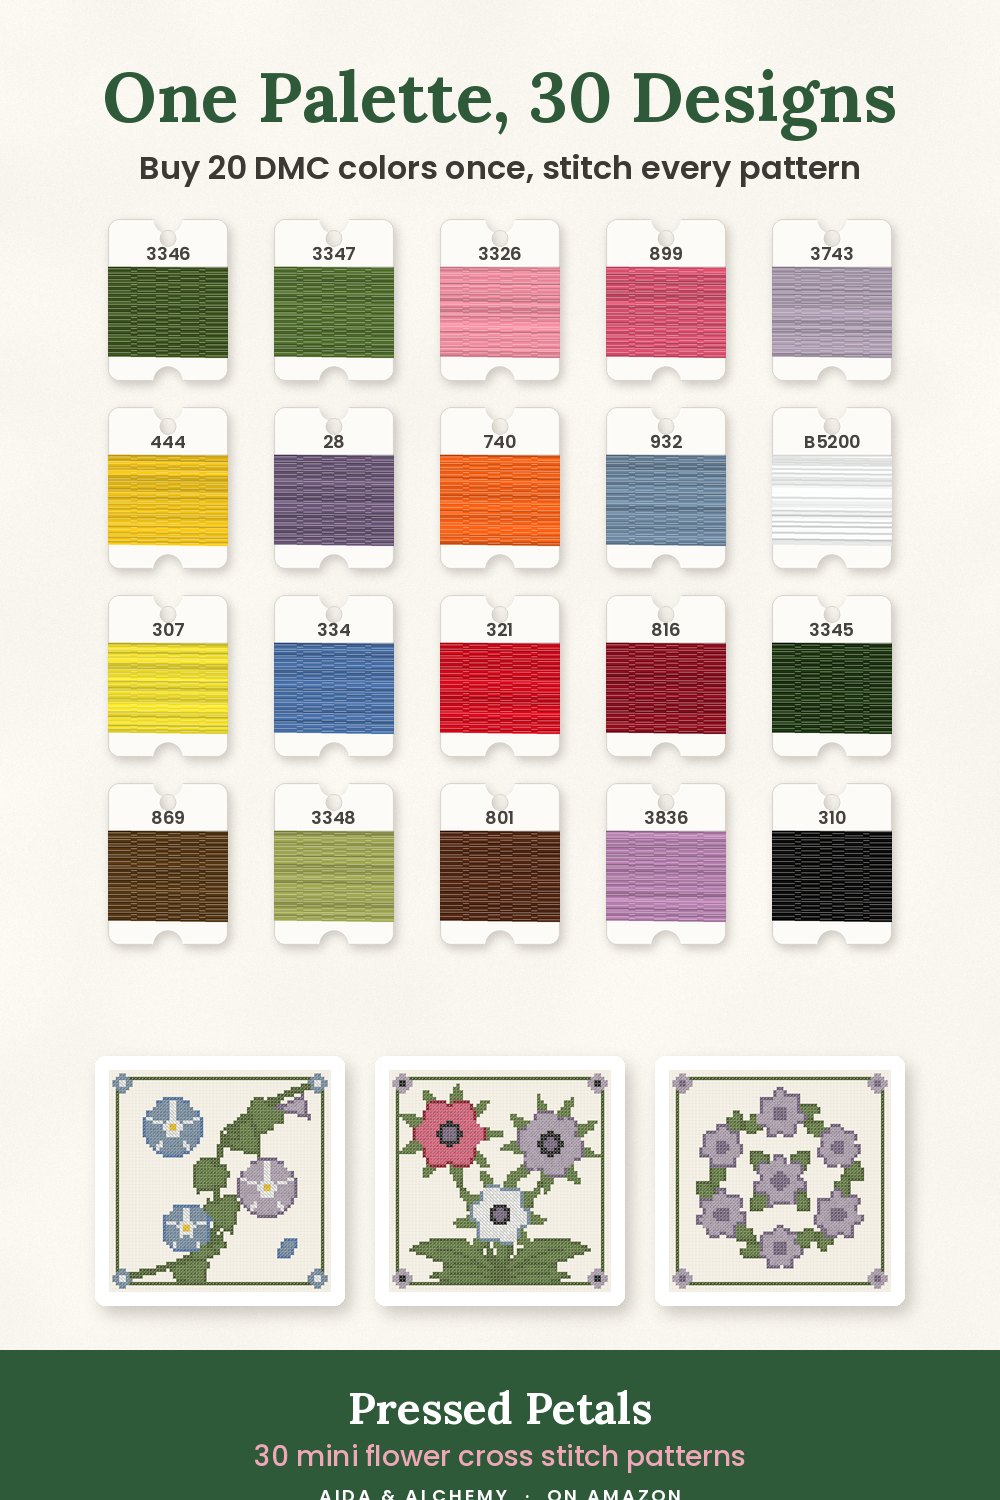 One Palette, 30 Designs
Buy 20 DMC colors once, stitch every pattern
3346 3347 3326 899 3743
444 28 740 932 B5200
307 334 321 816 3345
869 3348 801 3836 310
Pressed Petals
30 mini flower cross stitch patterns
AIDA & ALCHEMY · ON AMAZON